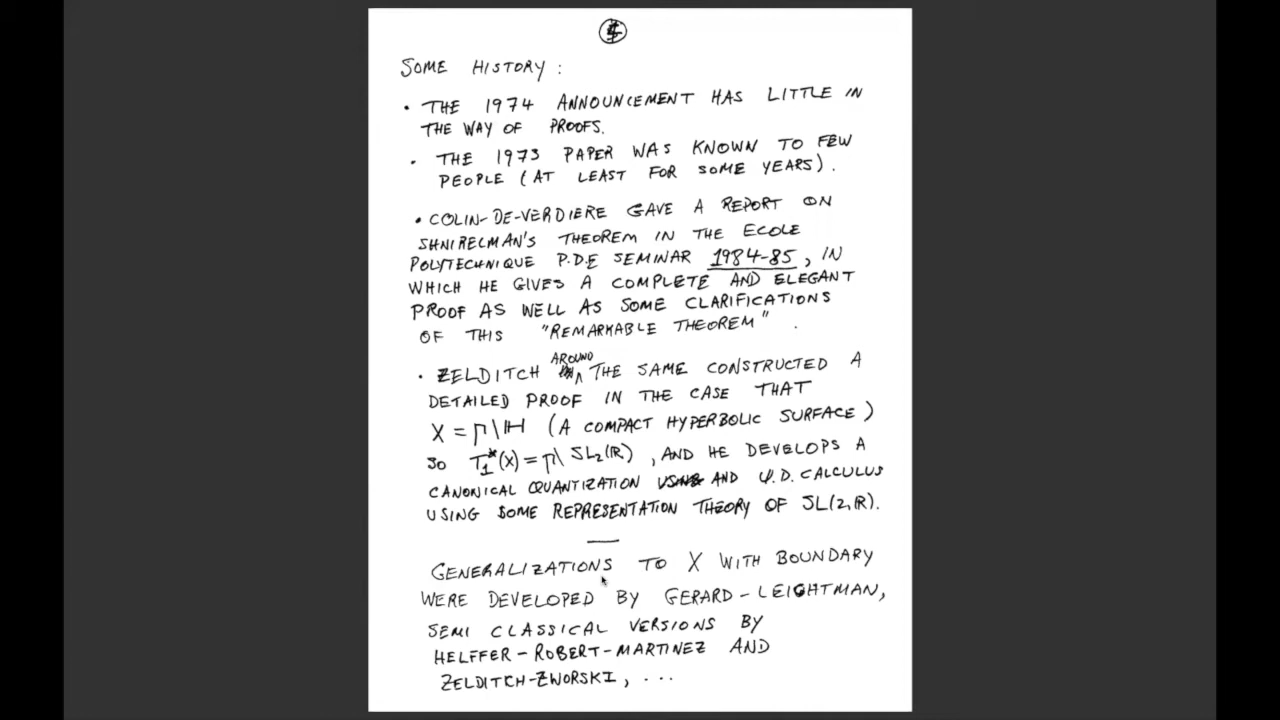 SOME HISTORY :
• THE 1974 ANNOUNCEMENT HAS LITTLE IN
THE WAY OF PROOFS.
• THE 1973 PAPER WAS KNOWN TO FEW
PEOPLE (AT LEAST FOR SOME YEARS).
• COLIN-DE-VERDIERE GAVE A REPORT ON
SHNIRELMAN'S THEOREM IN THE ECOLE
POLYTECHNIQUE P.D.E SEMINAR 1984-85, IN
WHICH HE GIVES A COMPLETE AND ELEGANT
PROOF AS WELL AS SOME CLARIFICATIONS
OF THIS "REMARKABLE THEOREM".
• ZELDITCH AROUND THE SAME CONSTRUCTED A
DETAILED PROOF IN THE CASE THAT
X = Γ\ℍ (A COMPACT HYPERBOLIC SURFACE)
SO T₁*(X) = Γ\ SL₂(ℝ), AND HE DEVELOPS A
CANONICAL QUANTIZATION AND Ψ.D. CALCULUS
USING SOME REPRESENTATION THEORY OF SL(2,ℝ).
GENERALIZATIONS TO X WITH BOUNDARY
WERE DEVELOPED BY GERARD-LEIGHTMAN,
SEMI CLASSICAL VERSIONS BY
HELFFER-ROBERT-MARTINEZ AND
ZELDITCH-ZWORSKI, ...